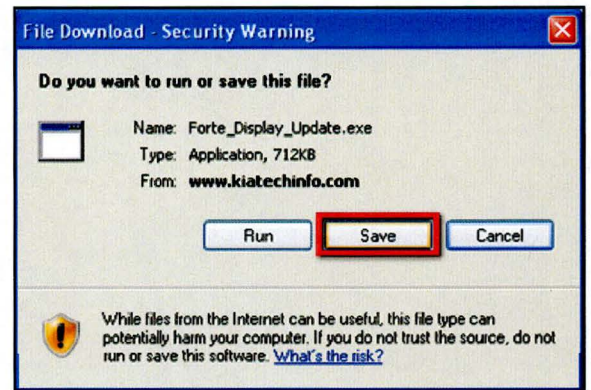 File Download - Security Warning
Do you want to run or save this file?
Name: Forte_Display_Update.exe
Type: Application, 712KB
From: www.kiatechinfo.com
Run Save Cancel
While files from the Internet can be useful, this file type can
potentially harm your computer. If you do not trust the source, do not
run or save this software. What's the risk?